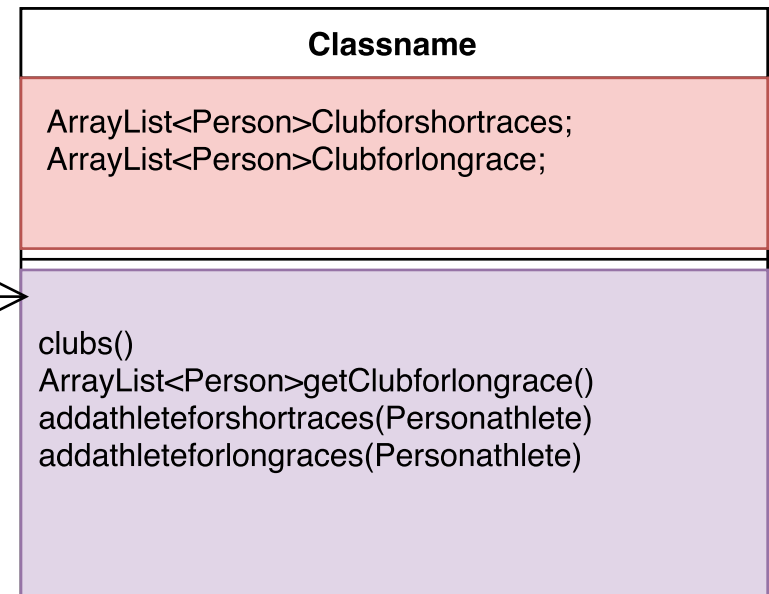 Classname
ArrayList<Person>Clubforshortraces;
ArrayList<Person>Clubforlongrace;
clubs()
ArrayList<Person>getClubforlongrace()
addathleteforshortraces(Personathlete)
addathleteforlongraces(Personathlete)